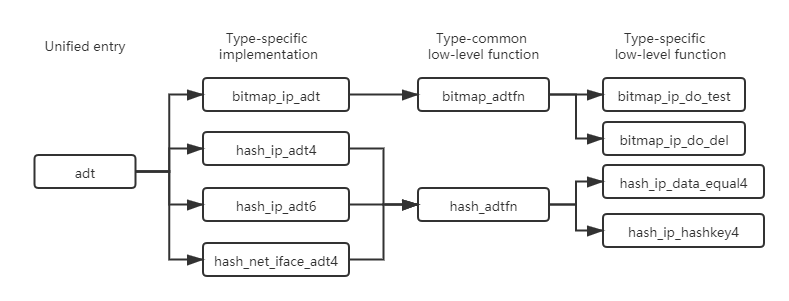 Unified entry
Type-specific
implementation
Type-common
low-level function
Type-specific
low-level function
adt
bitmap_ip_adt
hash_ip_adt4
hash_ip_adt6
hash_net_iface_adt4
bitmap_adtfn
hash_adtfn
bitmap_ip_do_test
bitmap_ip_do_del
hash_ip_data_equal4
hash_ip_hashkey4